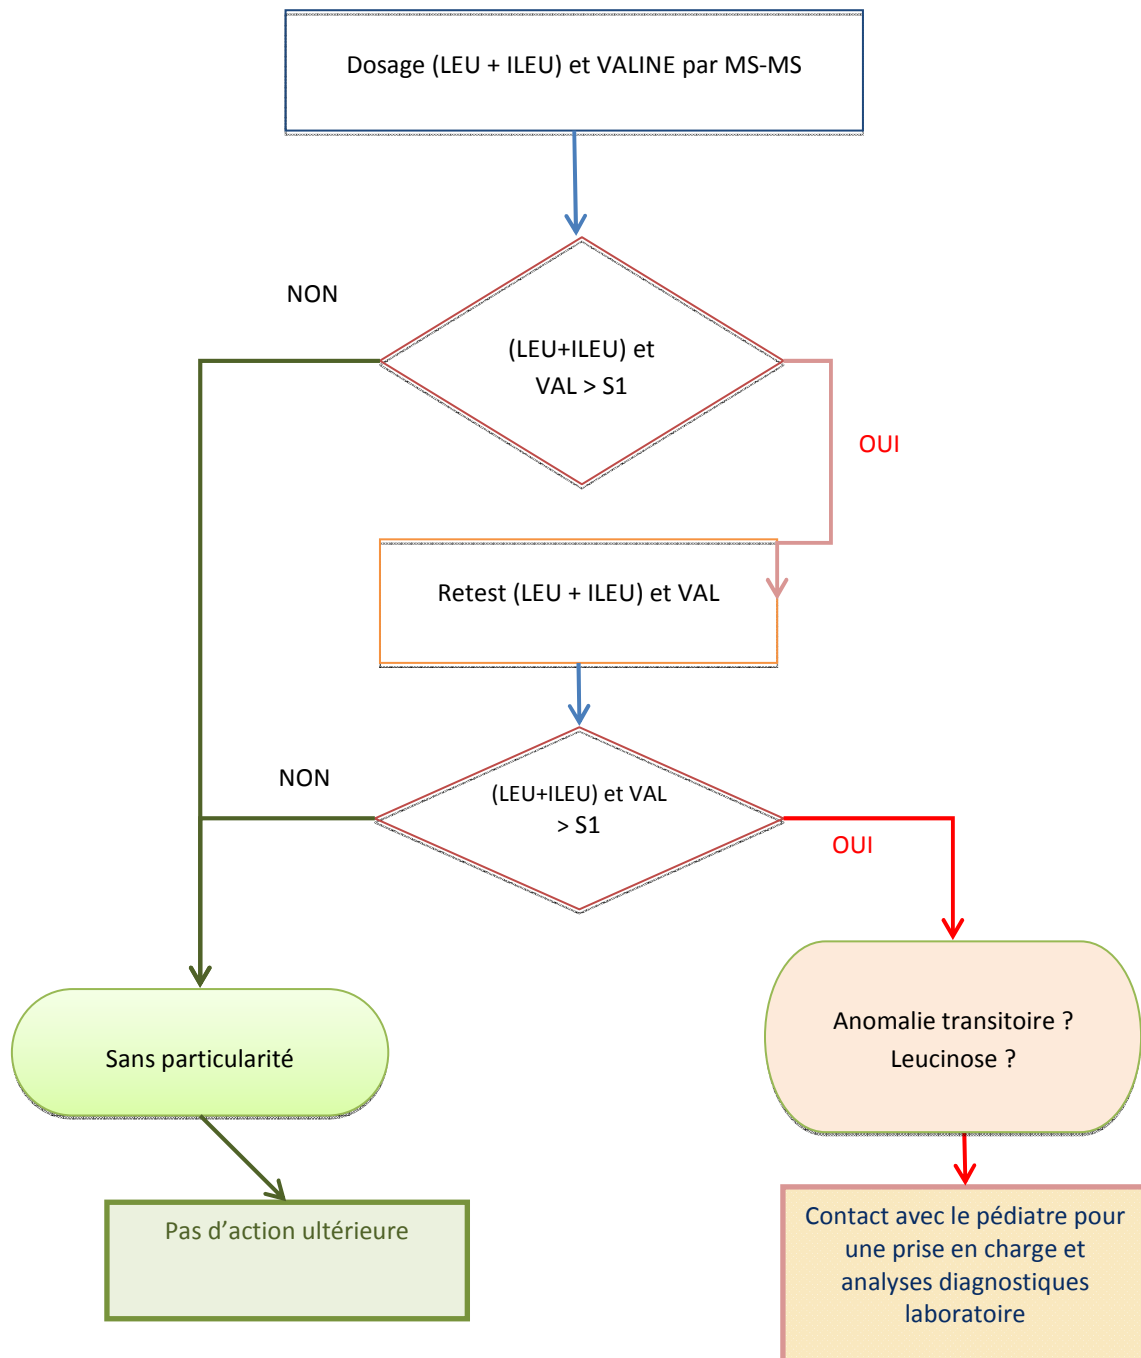 Dosage (LEU + ILEU) et VALINE par MS-MS
NON
(LEU+ILEU) et
VAL > S1
OUI
Retest (LEU + ILEU) et VAL
NON
(LEU+ILEU) et VAL
> S1
OUI
Sans particularité
Anomalie transitoire ?
Leucinose ?
Pas d’action ultérieure
Contact avec le pédiatre pour
une prise en charge et
analyses diagnostiques
laboratoire